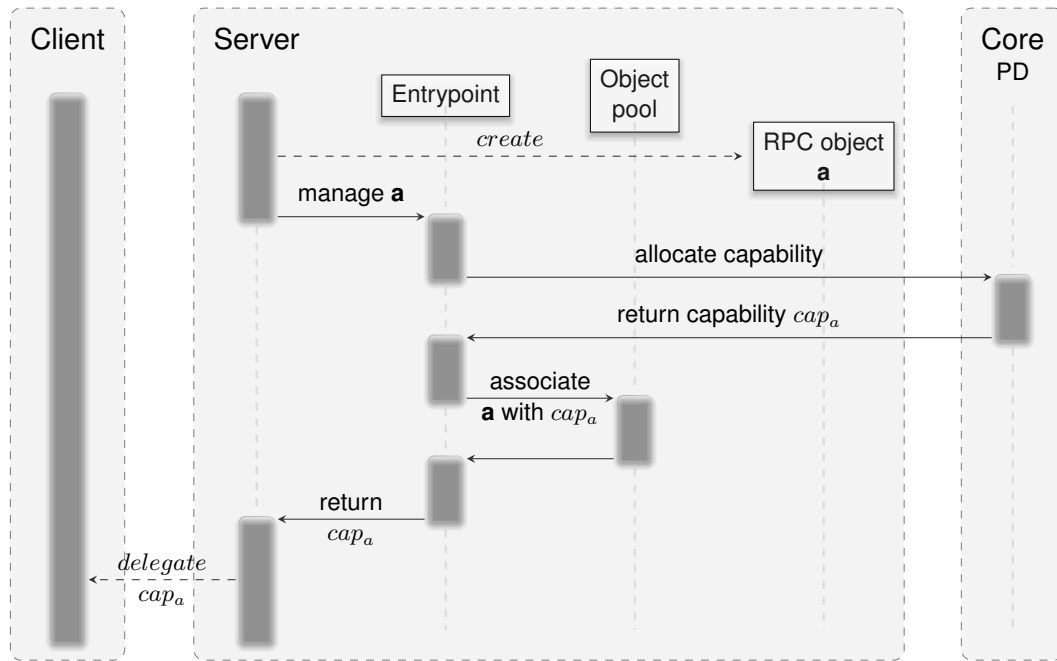 Client
Server
Core
PD
Entrypoint
Object
pool
RPC object
a
create
manage a
allocate capability
return capability cap_a
associate
a with cap_a
return
cap_a
delegate
cap_a